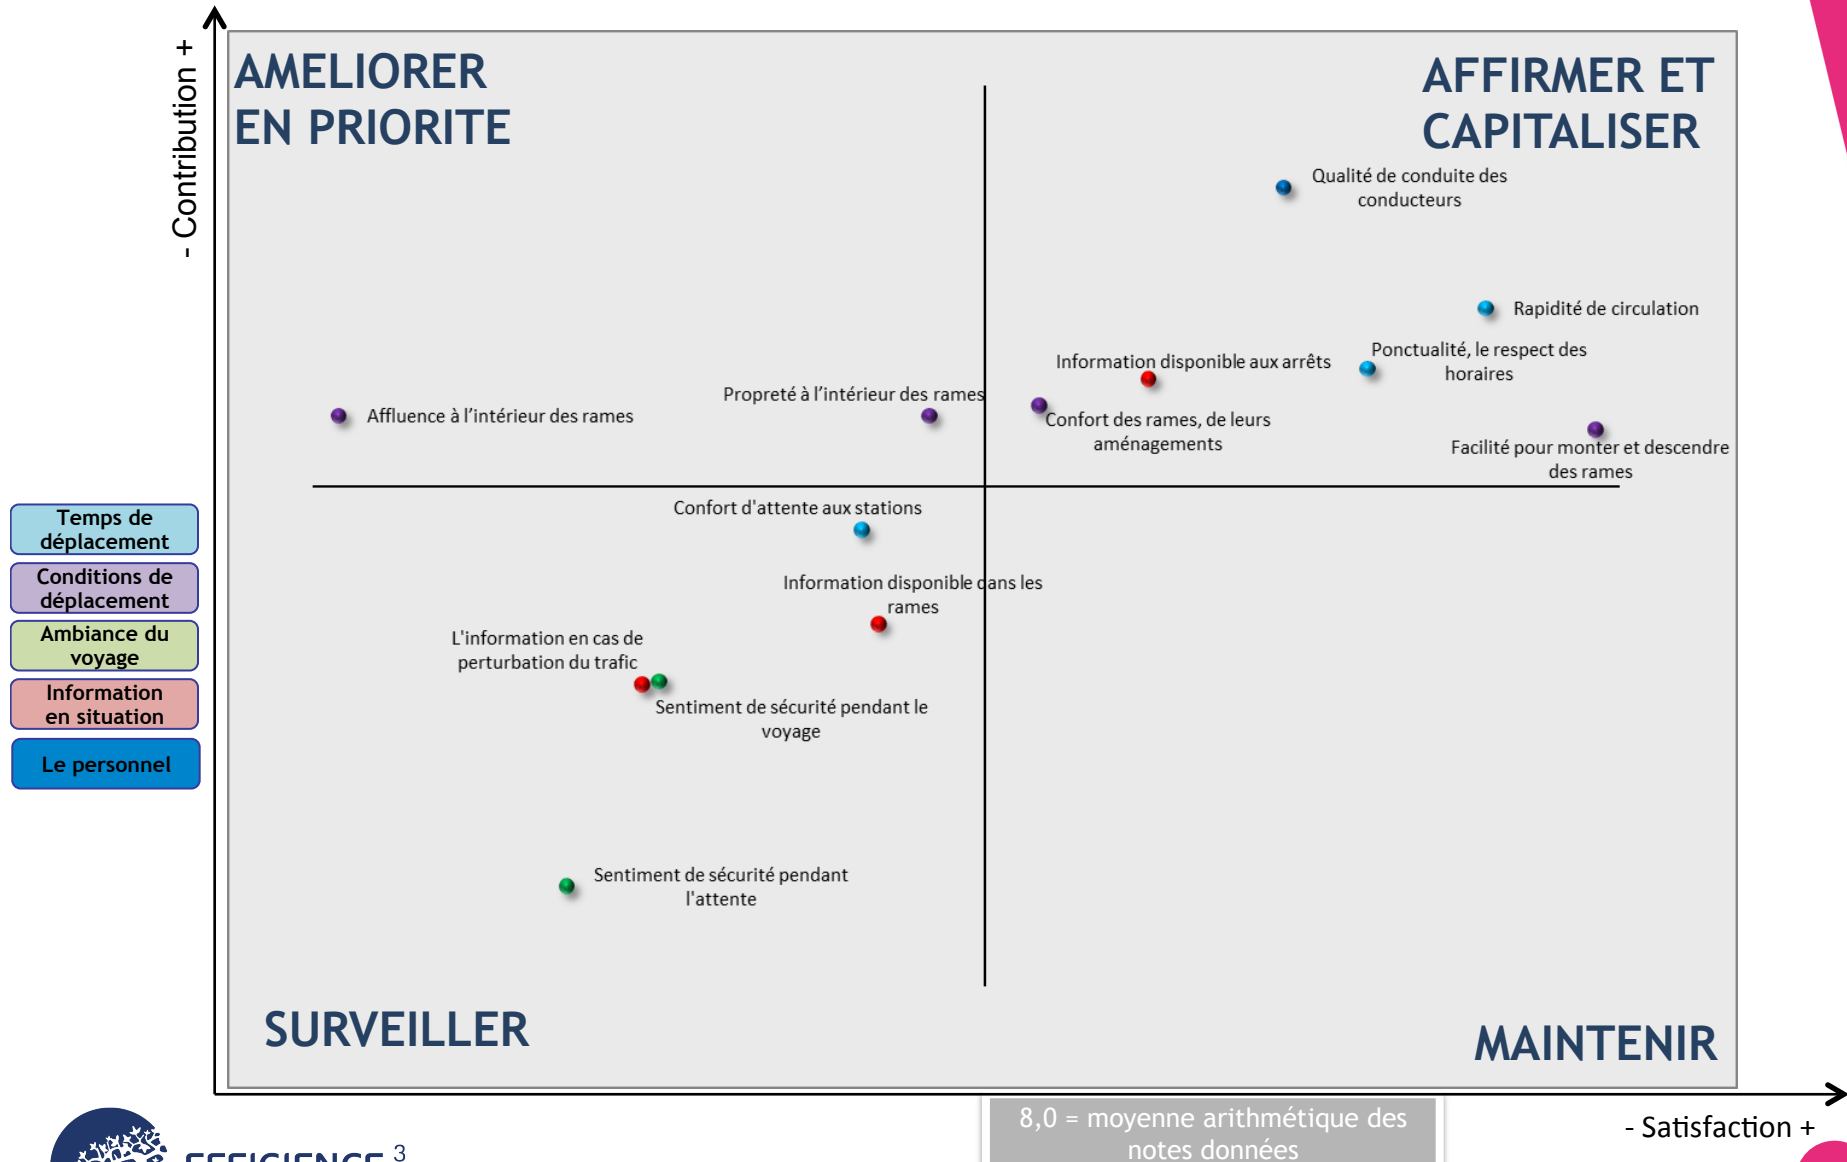 - Contribution +
AMELIORER
EN PRIORITE
AFFIRMER ET
CAPITALISER
Qualité de conduite des
conducteurs
Rapidité de circulation
Ponctualité, le respect des
horaires
Information disponible aux arrêts
Propreté à l'intérieur des rames
Affluence à l'intérieur des rames
Confort des rames, de leurs
aménagements
Facilité pour monter et descendre
des rames
Confort d'attente aux stations
Information disponible dans les
rames
L'information en cas de
perturbation du trafic
Sentiment de sécurité pendant le
voyage
Sentiment de sécurité pendant
l'attente
Temps de
déplacement
Conditions de
déplacement
Ambiance du
voyage
Information
en situation
Le personnel
SURVEILLER
MAINTENIR
8,0 = moyenne arithmétique des
notes données
- Satisfaction +
EFFICIENCE 3